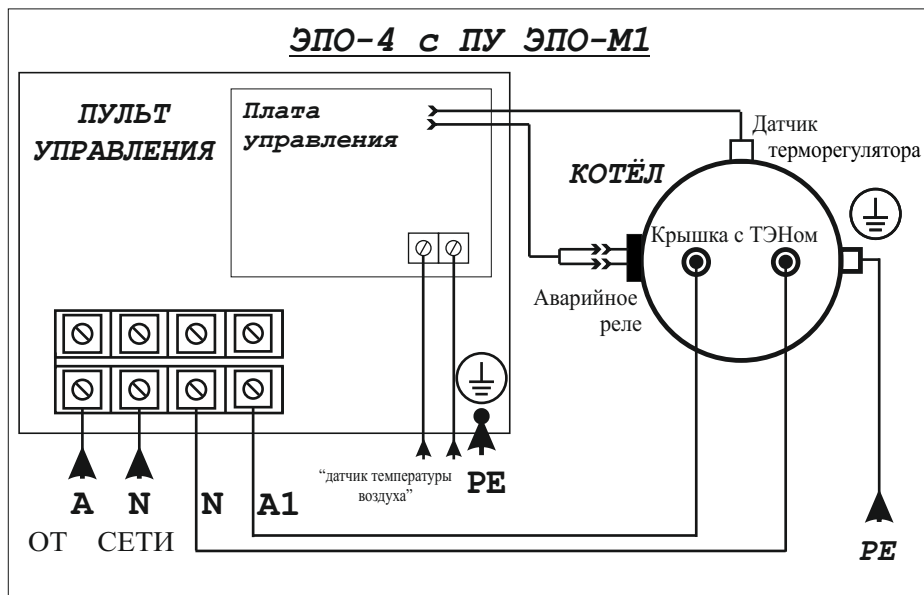 ЭПО-4 с ПУ ЭПО-М1
ПУЛЬТ
УПРАВЛЕНИЯ
Плата
управления
Датчик
терморегулятора
КОТЁЛ
Крышка с ТЭНом
Аварийное
реле
“датчик температуры
воздуха”
PE
A N N A1
ОТ СЕТИ
PE